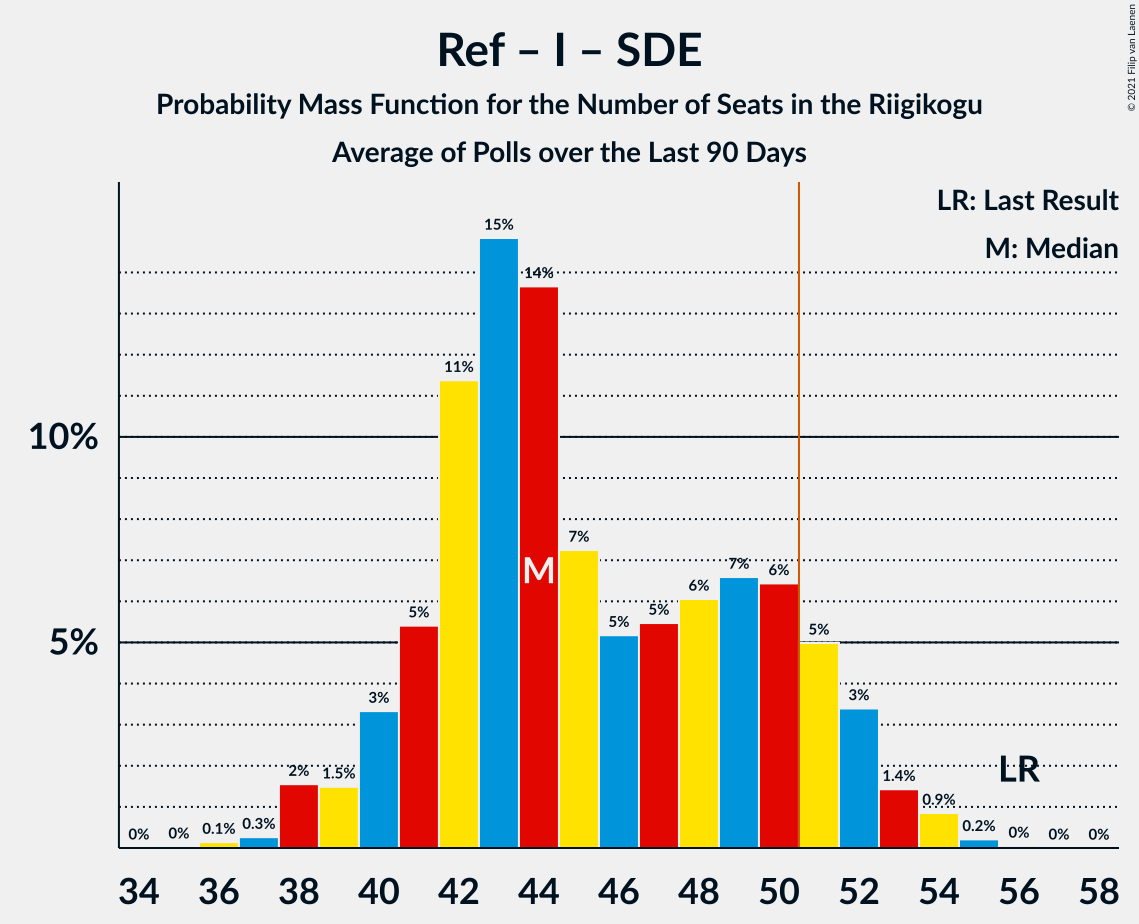 Ref – I – SDE
Probability Mass Function for the Number of Seats in the Riigikogu
Average of Polls over the Last 90 Days
© 2021 Filip van Laenen
LR: Last Result
M: Median
10%
5%
0% 0% 0.1% 0.3% 2% 1.5% 3% 5% 11% 15% 14% 7% 5% 5% 6% 7% 6% 5% 3% 1.4% 0.9% 0.2% 0% 0% 0%
M
LR
34 36 38 40 42 44 46 48 50 52 54 56 58